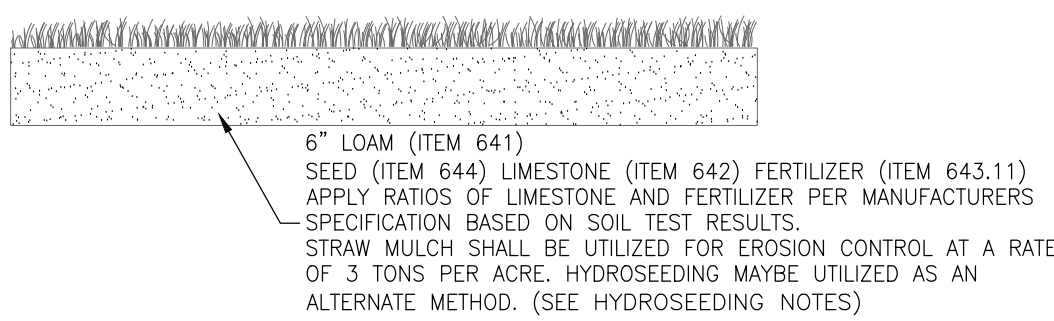 6” LOAM (ITEM 641)
SEED (ITEM 644) LIMESTONE (ITEM 642) FERTILIZER (ITEM 643.11)
APPLY RATIOS OF LIMESTONE AND FERTILIZER PER MANUFACTURERS
SPECIFICATION BASED ON SOIL TEST RESULTS.
STRAW MULCH SHALL BE UTILIZED FOR EROSION CONTROL AT A RATE
OF 3 TONS PER ACRE. HYDROSEEDING MAYBE UTILIZED AS AN
ALTERNATE METHOD. (SEE HYDROSEEDING NOTES)